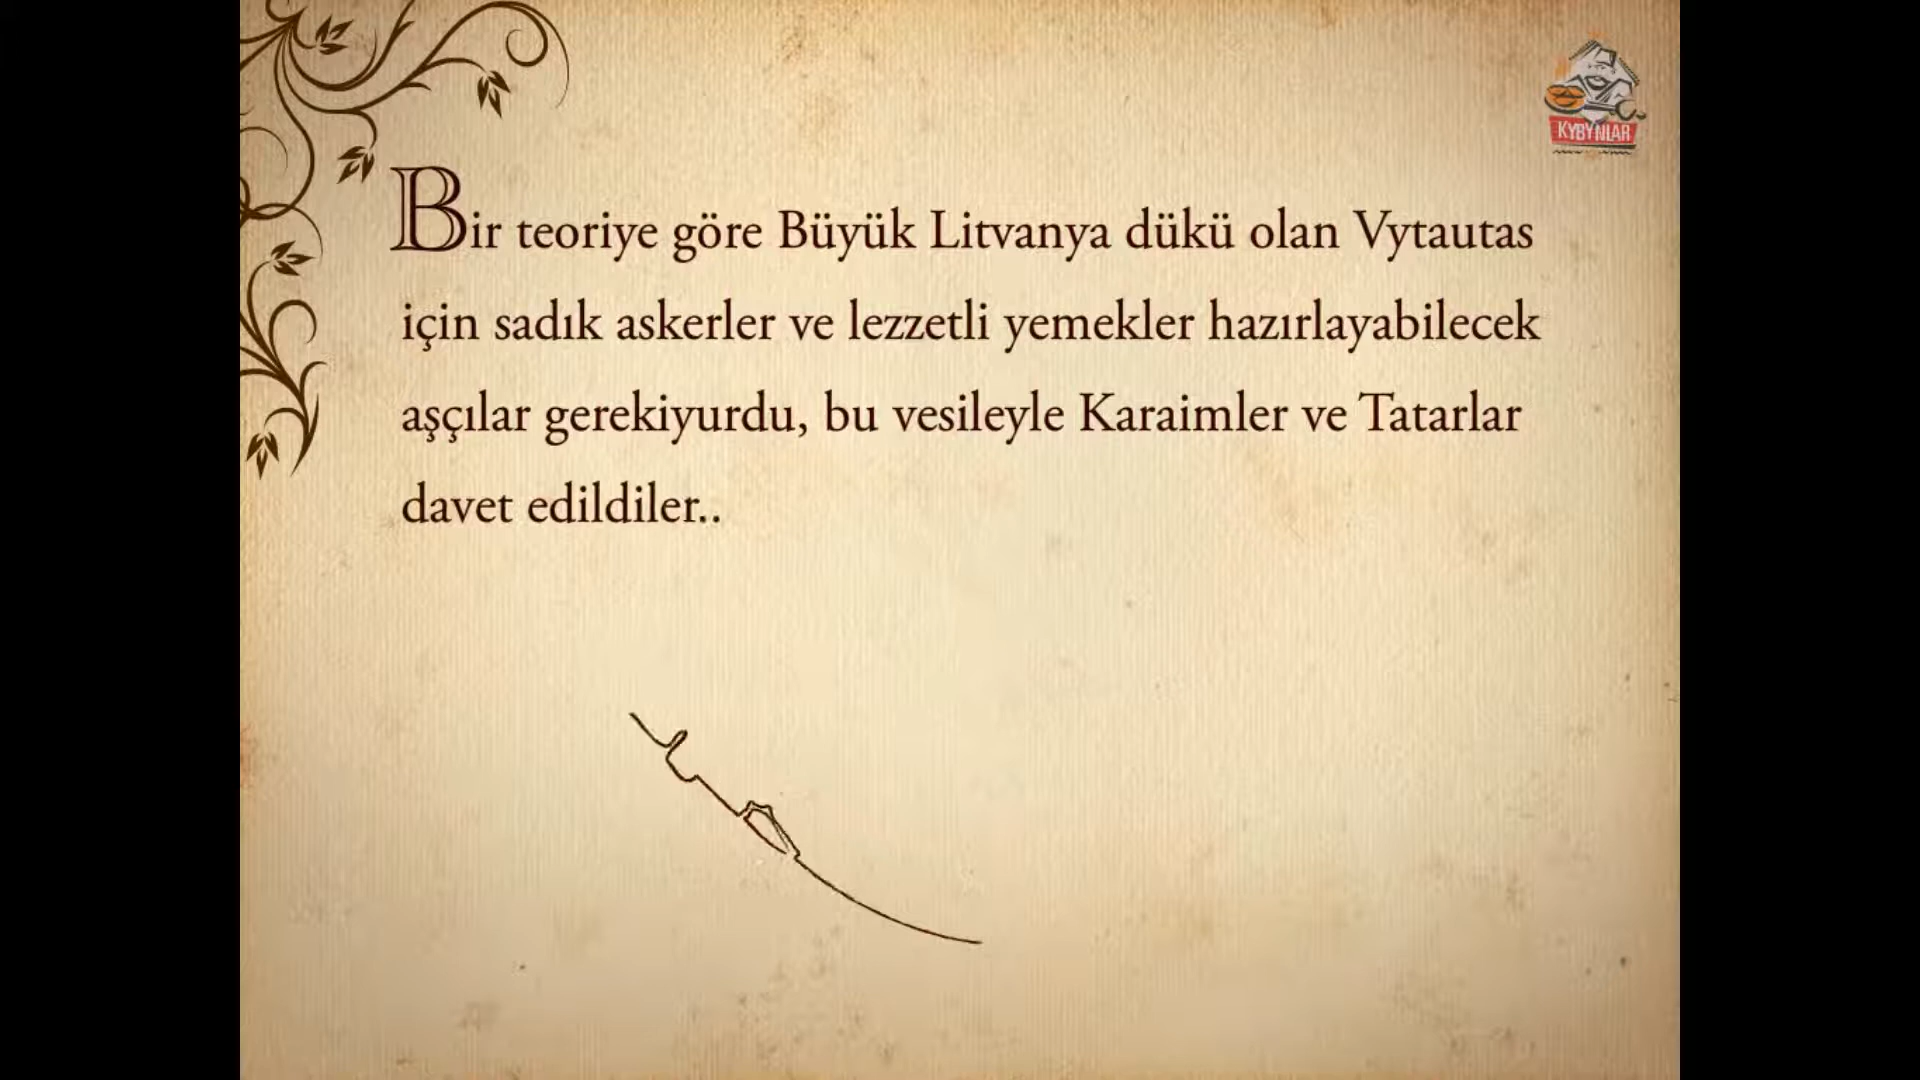 KYBYNLAR
Bir teoriye göre Büyük Litvanya dükü olan Vytautas
için sadık askerler ve lezzetli yemekler hazırlayabilecek
aşçılar gerekiyurdu, bu vesileyle Karaimler ve Tatarlar
davet edildiler..